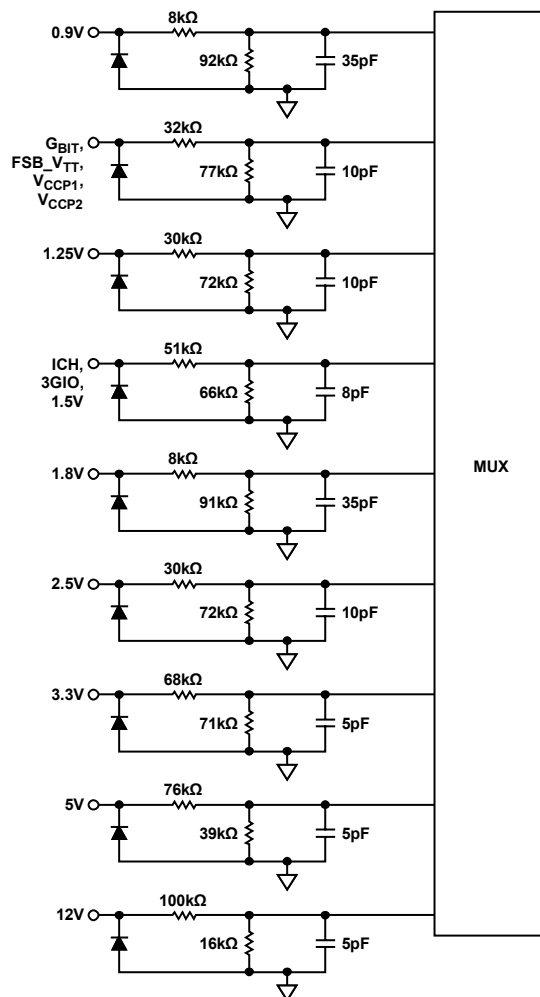 8kΩ
0.9V
92kΩ
35pF
32kΩ
G_BIT,
FSB_V_TT,
V_CCP1,
V_CCP2
77kΩ
10pF
30kΩ
1.25V
72kΩ
10pF
51kΩ
ICH,
3GIO,
1.5V
66kΩ
8pF
MUX
8kΩ
1.8V
91kΩ
35pF
30kΩ
2.5V
72kΩ
10pF
68kΩ
3.3V
71kΩ
5pF
76kΩ
5V
39kΩ
5pF
100kΩ
12V
16kΩ
5pF